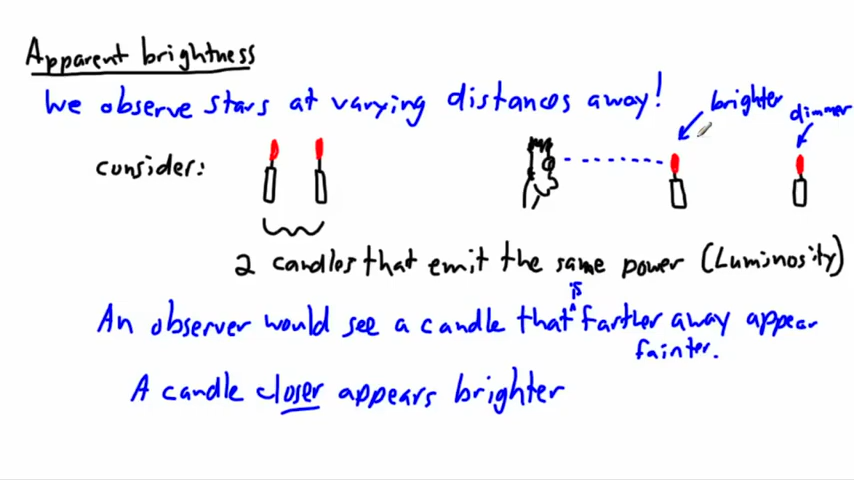 Apparent brightness
We observe stars at varying distances away!
brighter
dimmer
consider:
2 candles that emit the same power (Luminosity)
An observer would see a candle that is farther away appear
fainter.
A candle closer appears brighter